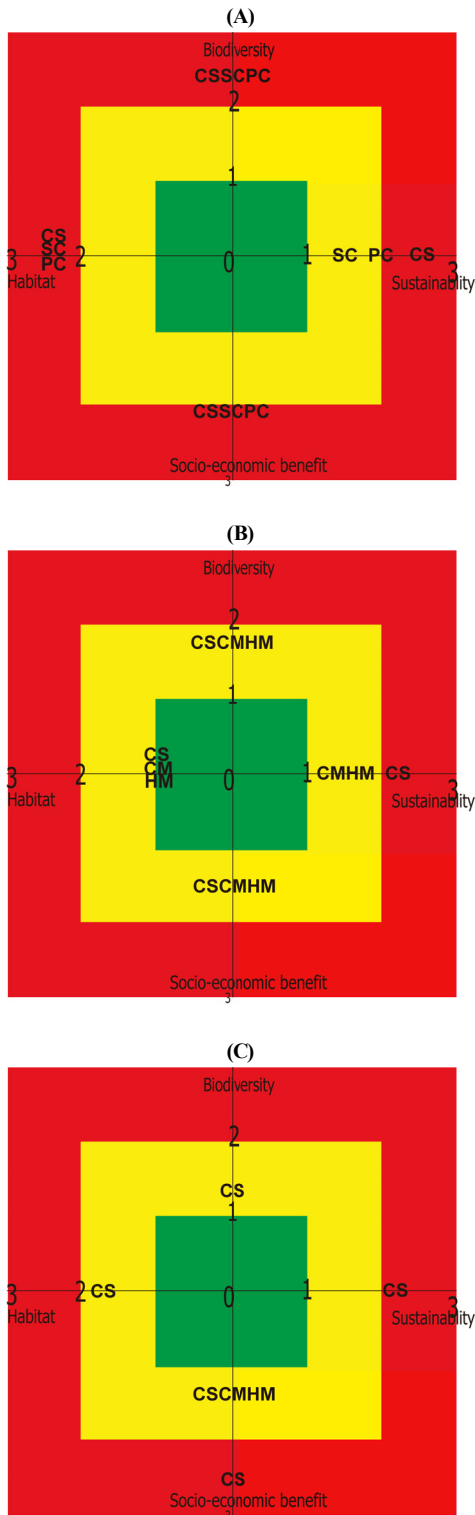 (A)
Biodiversity
CSSCPC
2
1
CS
SC
PC
3 2 0 1 SC PC CS 3
Habitat Sustainablity
CSSCPC
Socio-economic benefit
3
(B)
Biodiversity
2
CSCMHM
1
CS
CM
HM
3 2 0 1 CMHM CS 3
Habitat Sustainablity
CSCMHM
Socio-economic benefit
3
(C)
Biodiversity
2
CS
1
3 2 CS 0 1 CS 3
Habitat Sustainablity
CSCMHM
CS
Socio-economic benefit